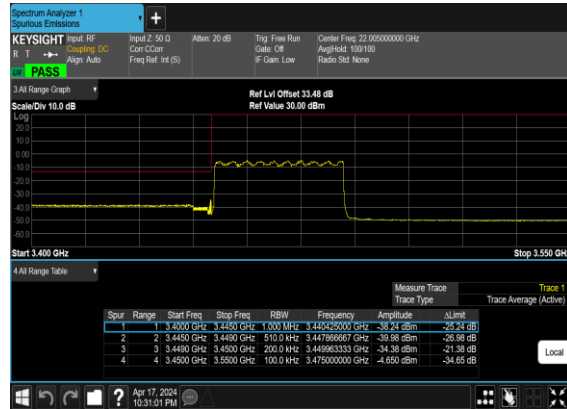 Spectrum Analyzer 1
Spurious Emissions
+
KEYSIGHT Input: RF Input Z: 50 Ω Atten: 20 dB Trig: Free Run Center Freq: 22.005000000 GHz
R T Coupling: DC Corr CCorr Gate: Off Avg|Hold: 100/100
Align: Auto Freq Ref: Int (S) IF Gain: Low Radio Std: None
PASS
3 All Range Graph
Ref Lvl Offset 33.48 dB
Scale/Div 10.0 dB Ref Value 30.00 dBm
Log
20.0
10.0
0.00
-10.0
-20.0
-30.0
-40.0
-50.0
-60.0
Start 3.400 GHz Stop 3.550 GHz
4 All Range Table
Measure Trace Trace 1
Trace Type Trace Average (Active)
Spur Range Start Freq Stop Freq RBW Frequency Amplitude ΔLimit
1 1 3.4000 GHz 3.4450 GHz 1.000 MHz 3.440425000 GHz -38.24 dBm -25.24 dB
2 2 3.4450 GHz 3.4490 GHz 510.0 kHz 3.447866667 GHz -39.98 dBm -26.98 dB
3 3 3.4490 GHz 3.4500 GHz 200.0 kHz 3.449963333 GHz -34.38 dBm -21.38 dB
4 4 3.4500 GHz 3.5500 GHz 100.0 kHz 3.475000000 GHz -4.650 dBm -34.65 dB
Local
? Apr 17, 2024
10:31:01 PM